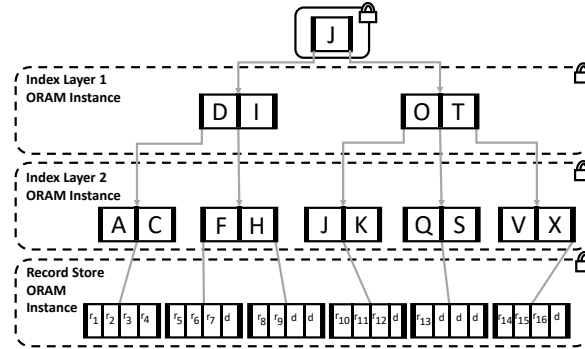 J
Index Layer 1
ORAM Instance
D I
O T
Index Layer 2
ORAM Instance
A C
F H
J K
Q S
V X
Record Store
ORAM
Instance
r1 r2 r3 r4
r5 r6 r7 d
r8 r9 d d
r10 r11 r12 d
r13 d d d
r14 r15 r16 d